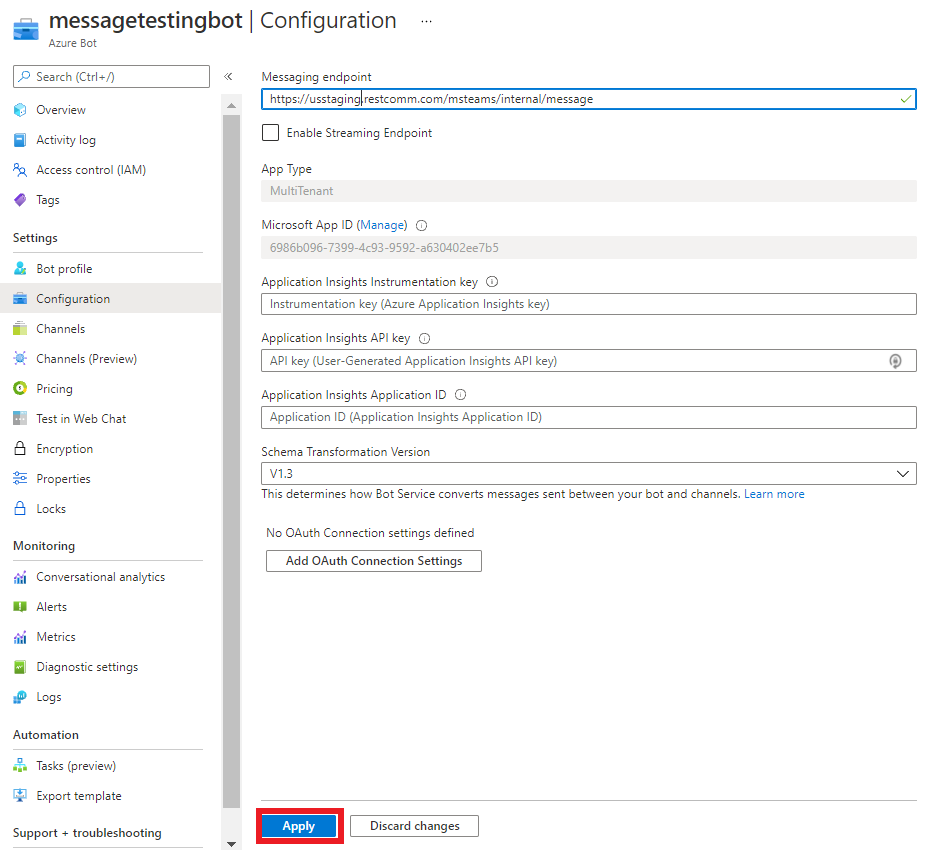 messagetestingbot | Configuration ...
Azure Bot
Search (Ctrl+/)
«
Overview
Activity log
Access control (IAM)
Tags
Settings
Bot profile
Configuration
Channels
Channels (Preview)
Pricing
Test in Web Chat
Encryption
Properties
Locks
Monitoring
Conversational analytics
Alerts
Metrics
Diagnostic settings
Logs
Automation
Tasks (preview)
Export template
Support + troubleshooting
Messaging endpoint
https://usstaging.restcomm.com/msteams/internal/message
Enable Streaming Endpoint
App Type
MultiTenant
Microsoft App ID (Manage)
6986b096-7399-4c93-9592-a630402ee7b5
Application Insights Instrumentation key
Instrumentation key (Azure Application Insights key)
Application Insights API key
API key (User-Generated Application Insights API key)
Application Insights Application ID
Application ID (Application Insights Application ID)
Schema Transformation Version
V1.3
This determines how Bot Service converts messages sent between your bot and channels. Learn more
No OAuth Connection settings defined
Add OAuth Connection Settings
Apply
Discard changes